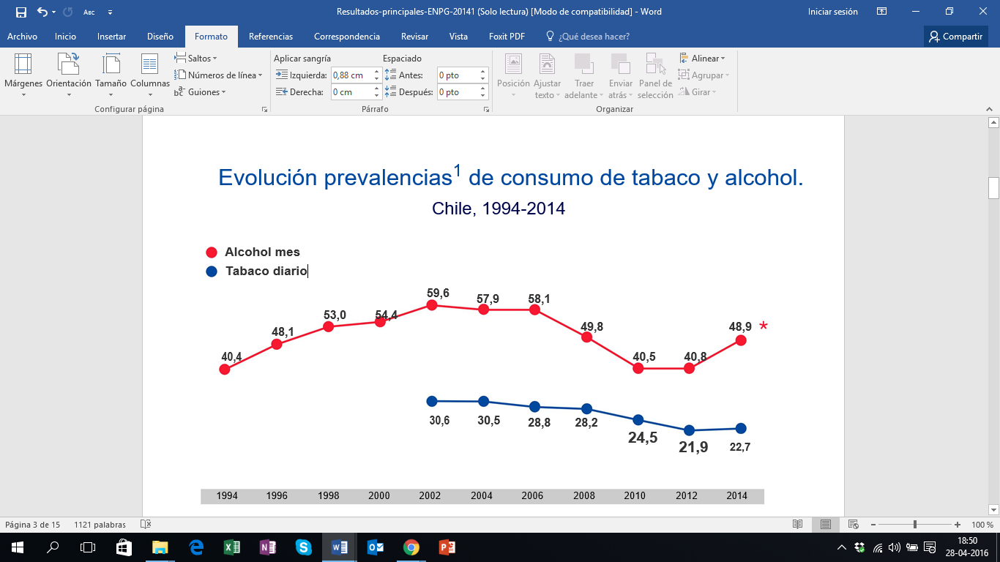 Resultados-principales-ENPG-20141 (Solo lectura) [Modo de compatibilidad] - Word
Iniciar sesión
Archivo Inicio Insertar Diseño Formato Referencias Correspondencia Revisar Vista Foxit PDF ¿Qué desea hacer? Compartir
Márgenes Orientación Tamaño Columnas
Saltos
Números de línea
Guiones
Configurar página
Aplicar sangría Espaciado
Izquierda: 0,88 cm Antes: 0 pto
Derecha: 0 cm Después: 0 pto
Párrafo
Posición Ajustar texto Traer adelante Enviar atrás Panel de selección
Alinear
Agrupar
Girar
Organizar
Evolución prevalencias1 de consumo de tabaco y alcohol.
Chile, 1994-2014
Alcohol mes
Tabaco diario
40,4 48,1 53,0 54,4 59,6 57,9 58,1 49,8 40,5 40,8 48,9 *
30,6 30,5 28,8 28,2 24,5 21,9 22,7
1994 1996 1998 2000 2002 2004 2006 2008 2010 2012 2014
Página 3 de 15 1121 palabras 100 %
18:50
28-04-2016